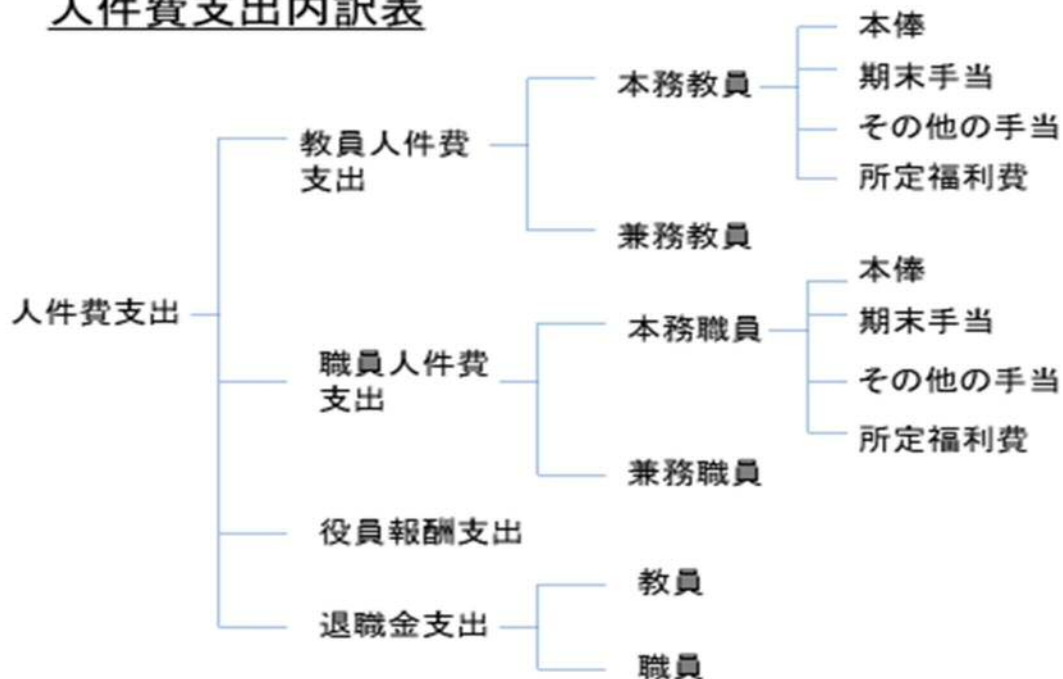 人件費支出内訳表
人件費支出
教員人件費
支出
本務教員
本俸
期末手当
その他の手当
所定福利費
兼務教員
職員人件費
支出
本務職員
本俸
期末手当
その他の手当
所定福利費
兼務職員
役員報酬支出
退職金支出
教員
職員